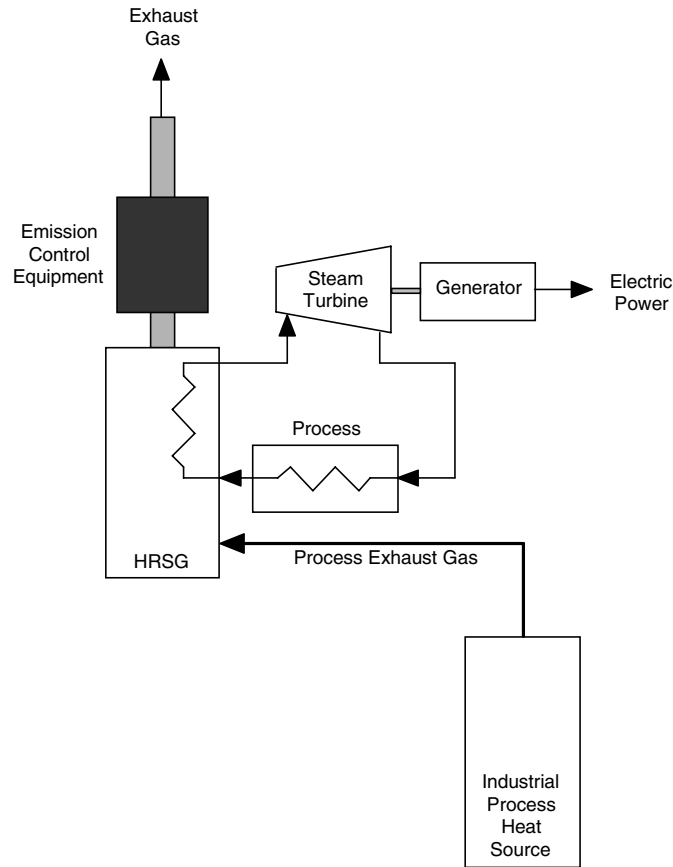 Exhaust
Gas
Emission
Control
Equipment
Steam
Turbine
Generator
Electric
Power
Process
HRSG
Process Exhaust Gas
Industrial
Process
Heat
Source